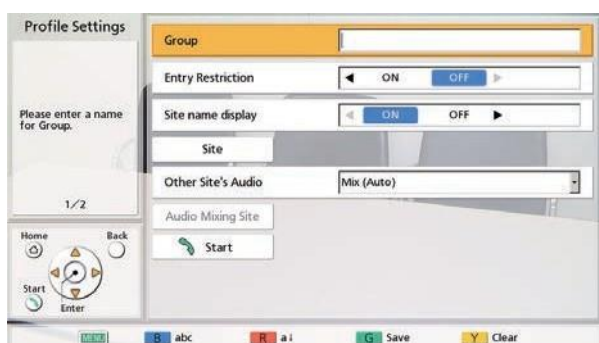 Profile Settings
Please enter a name
for Group.
1/2
Home
Back
Start
Enter
Group
Entry Restriction
ON
OFF
Site name display
ON
OFF
Site
Other Site's Audio
Mix (Auto)
Audio Mixing Site
Start
MENU
B abc
R a↓
G Save
Y Clear